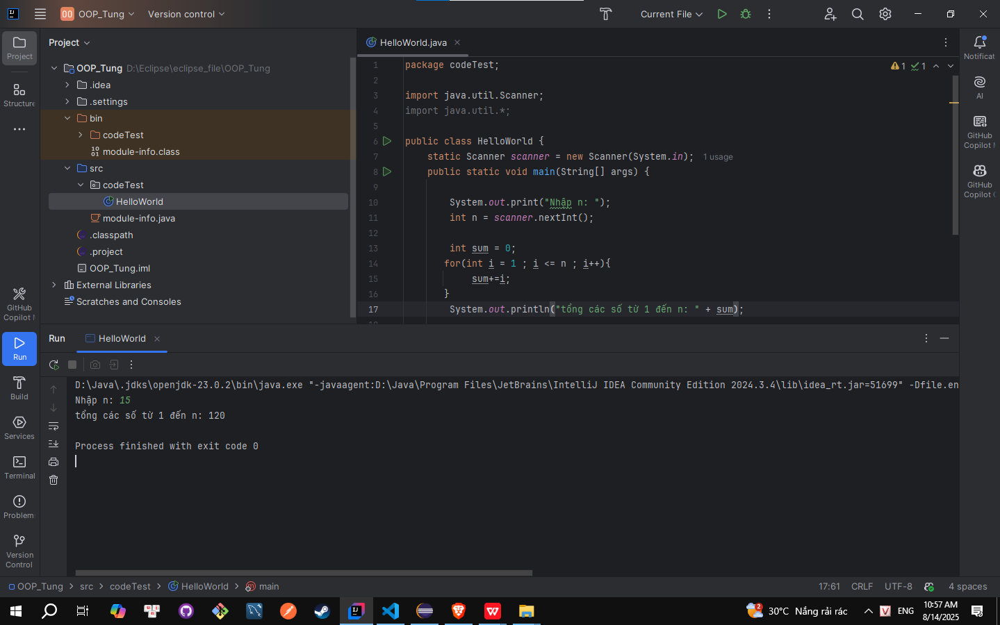 OO OOP_Tung Version control Current File
Project
Project
OOP_Tung D:\Eclipse\eclipse_file\OOP_Tung
.idea
.settings
bin
codeTest
module-info.class
src
codeTest
HelloWorld
module-info.java
.classpath
.project
OOP_Tung.iml
External Libraries
Scratches and Consoles
Structure
GitHub
Copilot
Run
Build
Services
Terminal
Problem
Version
Control
HelloWorld.java
1 1
1 package codeTest;
2
3 import java.util.Scanner;
4 import java.util.*;
5
6 public class HelloWorld {
7 static Scanner scanner = new Scanner(System.in); 1 usage
8 public static void main(String[] args) {
9
10 System.out.print("Nhập n: ");
11 int n = scanner.nextInt();
12
13 int sum = 0;
14 for(int i = 1 ; i <= n ; i++){
15 sum+=i;
16 }
17 System.out.println("tổng các số từ 1 đến n: " + sum);
Notificat
AI
GitHub
Copilot
GitHub
Copilot
Run HelloWorld
D:\Java\.jdks\openjdk-23.0.2\bin\java.exe "-javaagent:D:\Java\Program Files\JetBrains\IntelliJ IDEA Community Edition 2024.3.4\lib\idea_rt.jar=51699" -Dfile.en
Nhập n: 15
tổng các số từ 1 đến n: 120
Process finished with exit code 0
OOP_Tung src codeTest HelloWorld main 17:61 CRLF UTF-8 4 spaces
2 30°C Nắng rải rác V ENG 10:57 AM
8/14/2025